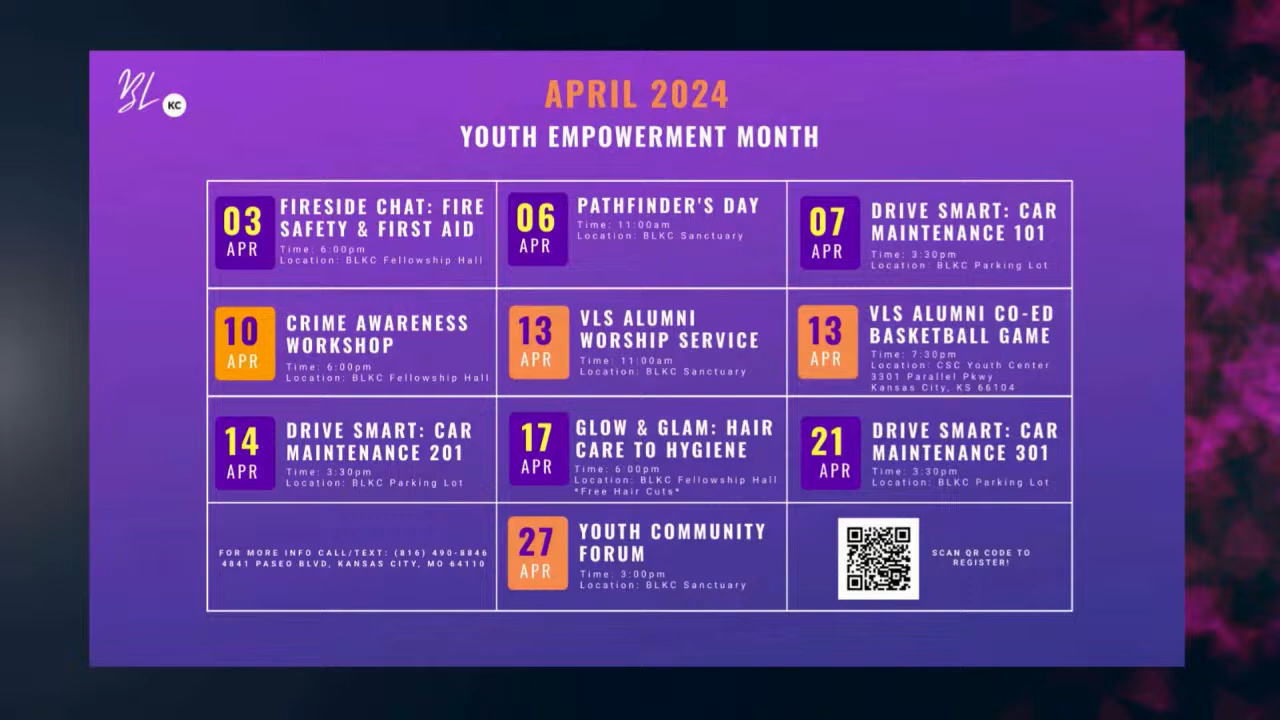 BL KC
APRIL 2024
YOUTH EMPOWERMENT MONTH
03
APR
FIRESIDE CHAT: FIRE
SAFETY & FIRST AID
Time: 6:00pm
Location: BLKC Fellowship Hall
06
APR
PATHFINDER'S DAY
Time: 11:00am
Location: BLKC Sanctuary
07
APR
DRIVE SMART: CAR
MAINTENANCE 101
Time: 3:30pm
Location: BLKC Parking Lot
10
APR
CRIME AWARENESS
WORKSHOP
Time: 6:00pm
Location: BLKC Fellowship Hall
13
APR
VLS ALUMNI
WORSHIP SERVICE
Time: 11:00am
Location: BLKC Sanctuary
13
APR
VLS ALUMNI CO-ED
BASKETBALL GAME
Time: 7:30pm
Location: CSC Youth Center
3301 Parallel Pkwy
Kansas City, KS 66104
14
APR
DRIVE SMART: CAR
MAINTENANCE 201
Time: 3:30pm
Location: BLKC Parking Lot
17
APR
GLOW & GLAM: HAIR
CARE TO HYGIENE
Time: 6:00pm
Location: BLKC Fellowship Hall
*Free Hair Cuts*
21
APR
DRIVE SMART: CAR
MAINTENANCE 301
Time: 3:30pm
Location: BLKC Parking Lot
FOR MORE INFO CALL/TEXT: (816) 490-8846
4841 PASEO BLVD, KANSAS CITY, MO 64110
27
APR
YOUTH COMMUNITY
FORUM
Time: 3:00pm
Location: BLKC Sanctuary
SCAN QR CODE TO
REGISTER!